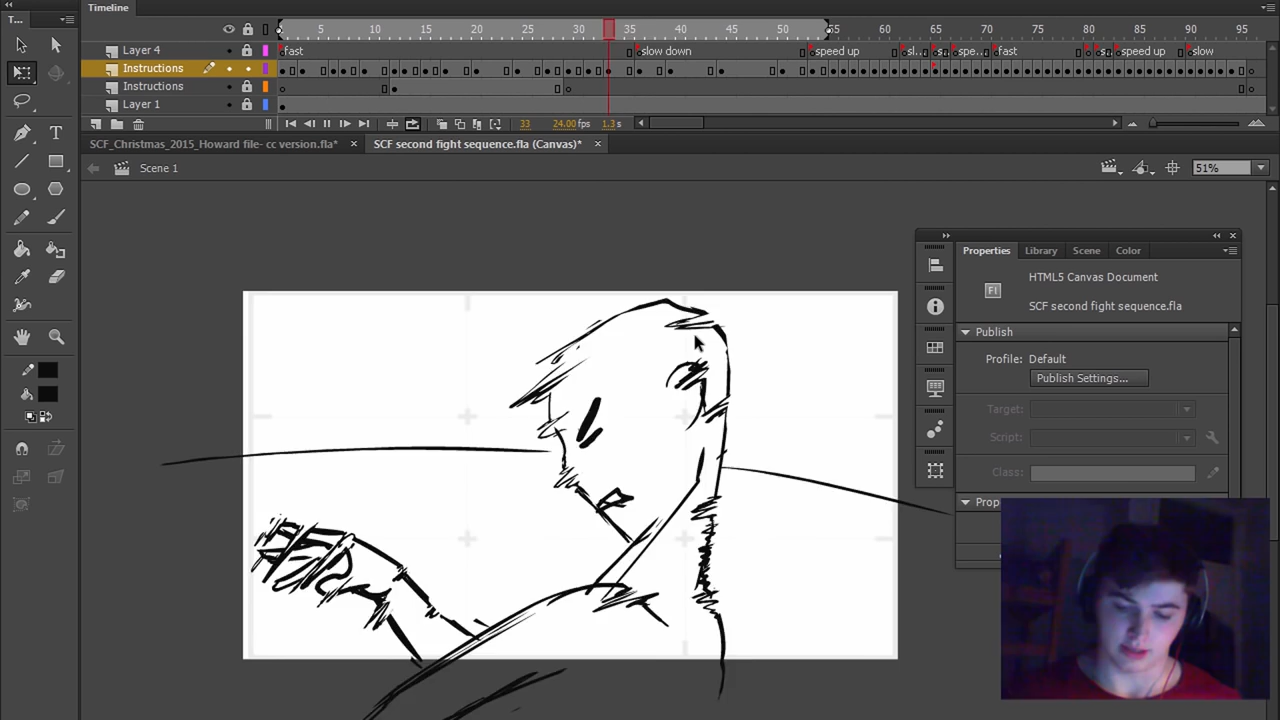 T...
Timeline
5 10 15 20 25 30 35 40 45 50 55 60 65 70 75 80 85 90 95
Layer 4 fast slow down speed up sl.. spe... fast speed up slow
Instructions
Instructions
Layer 1
33 24.00 fps 1.3 s
SCF_Christmas_2015_Howard file- cc version.fla* SCF second fight sequence.fla (Canvas)*
Scene 1 51%
Properties Library Scene Color
HTML5 Canvas Document
Fl
SCF second fight sequence.fla
Publish
Profile: Default
Publish Settings...
Target:
Script:
Class:
Prop